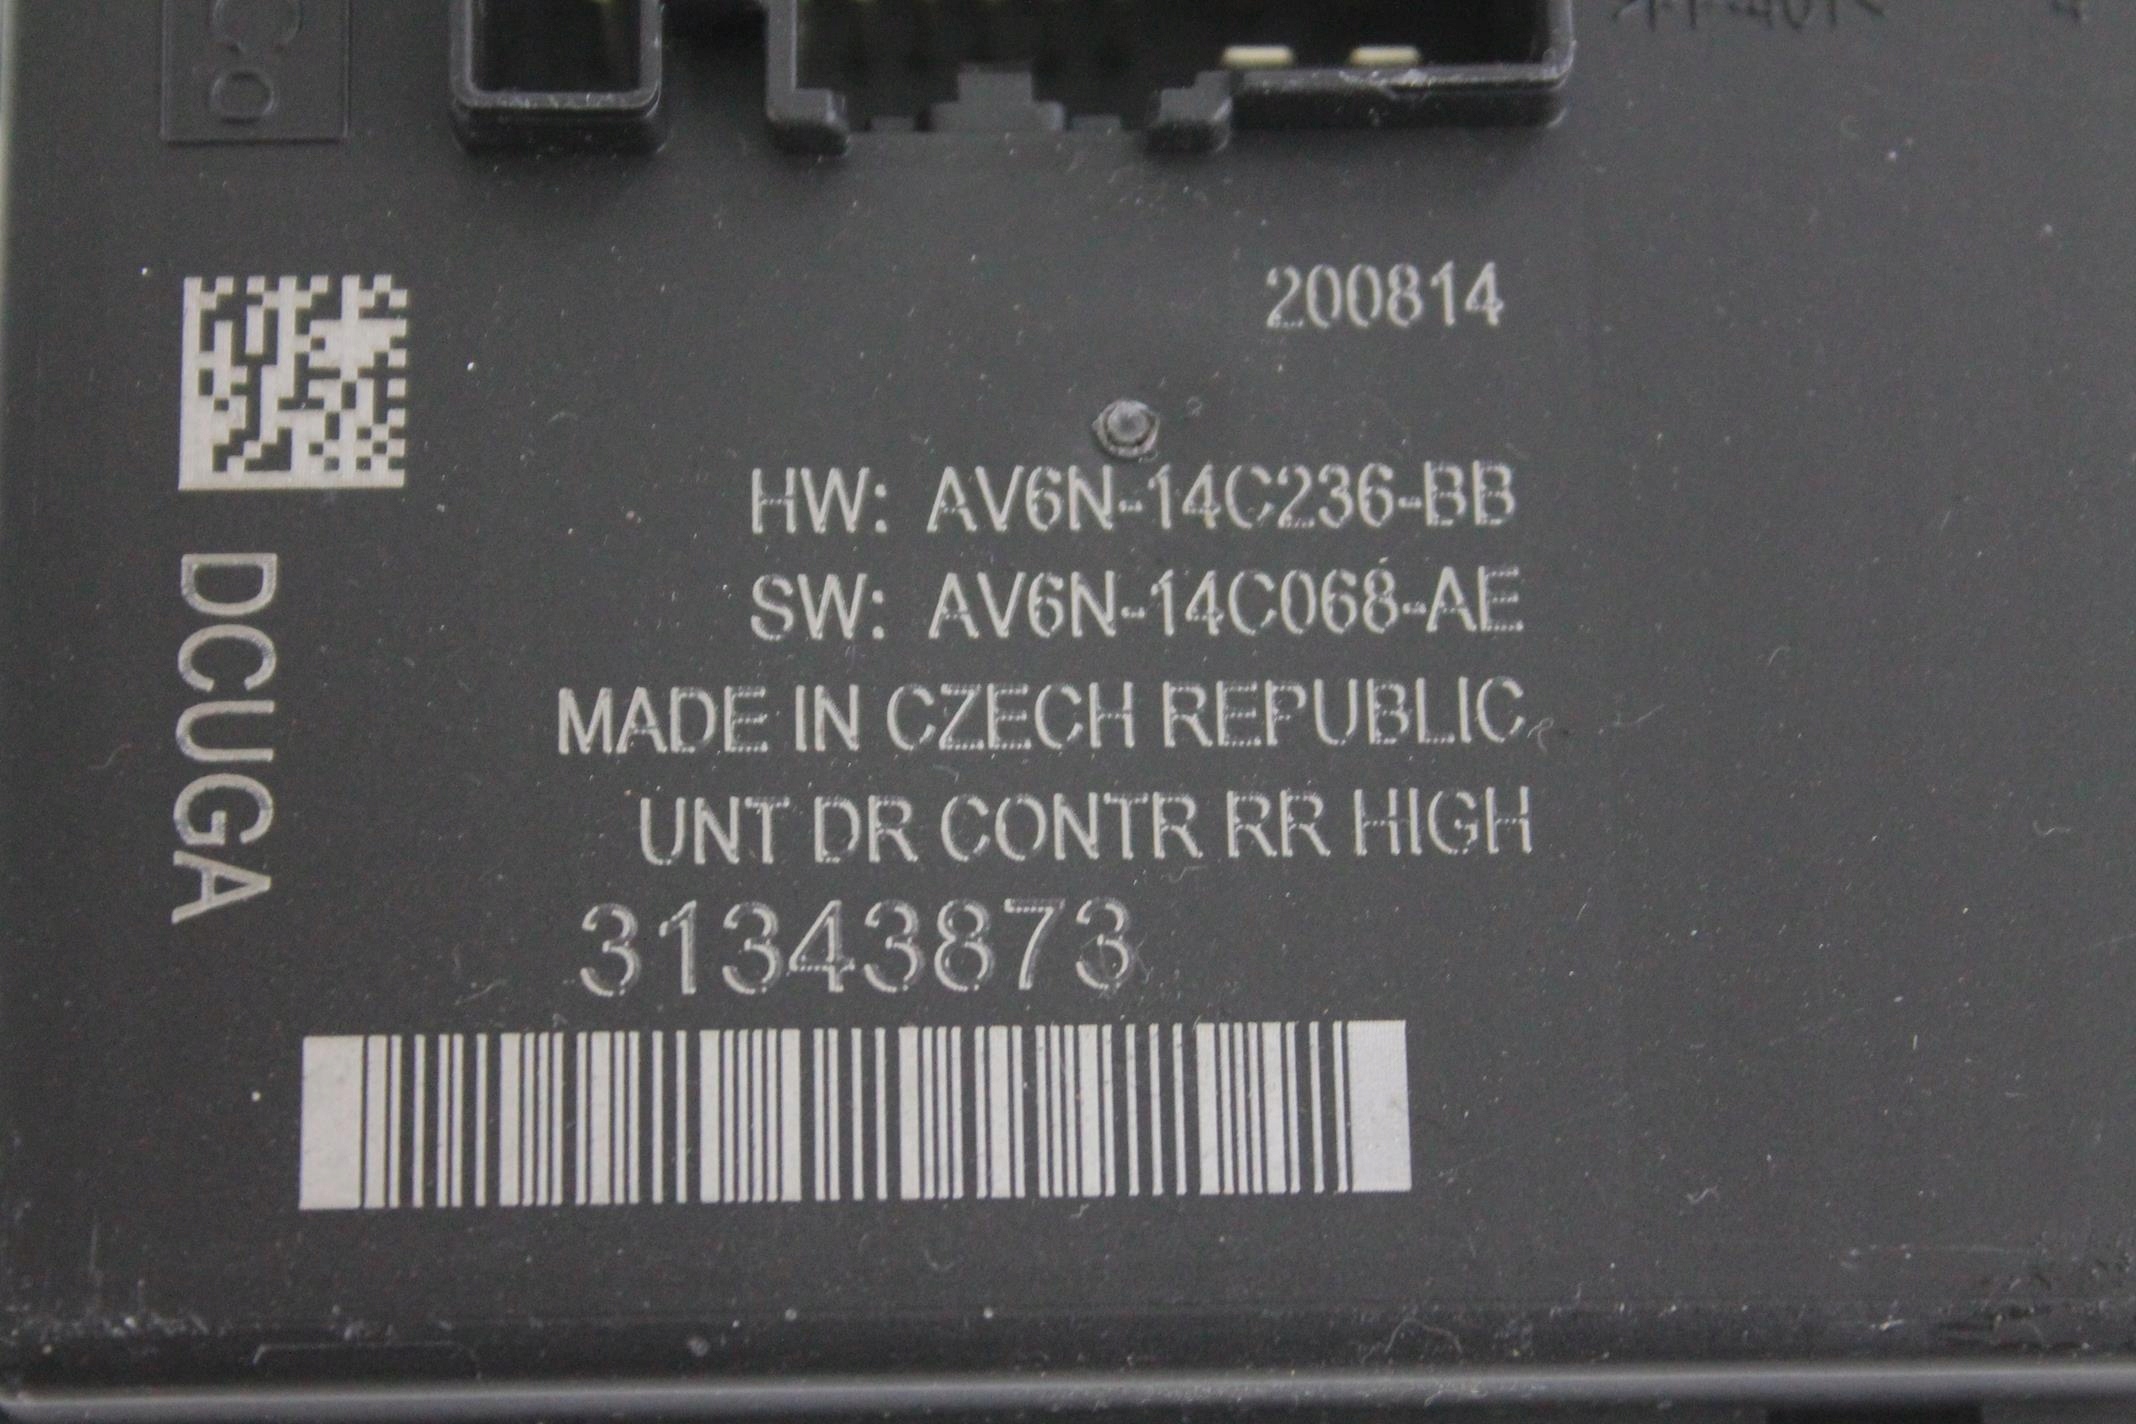 200814
HW: AV6N-14C236-BB
SW: AV6N-14C068-AE
MADE IN CZECH REPUBLIC
UNT DR CONTR RR HIGH
31343873
DCUGA